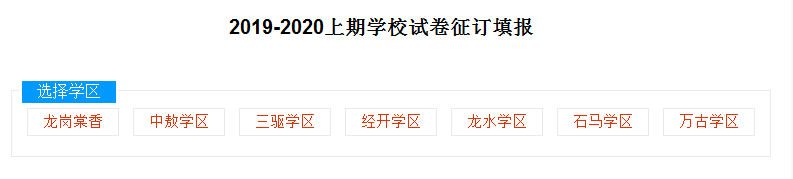 2019-2020上期学校试卷征订填报
选择学区
龙岗棠香 中敖学区 三驱学区 经开学区 龙水学区 石马学区 万古学区